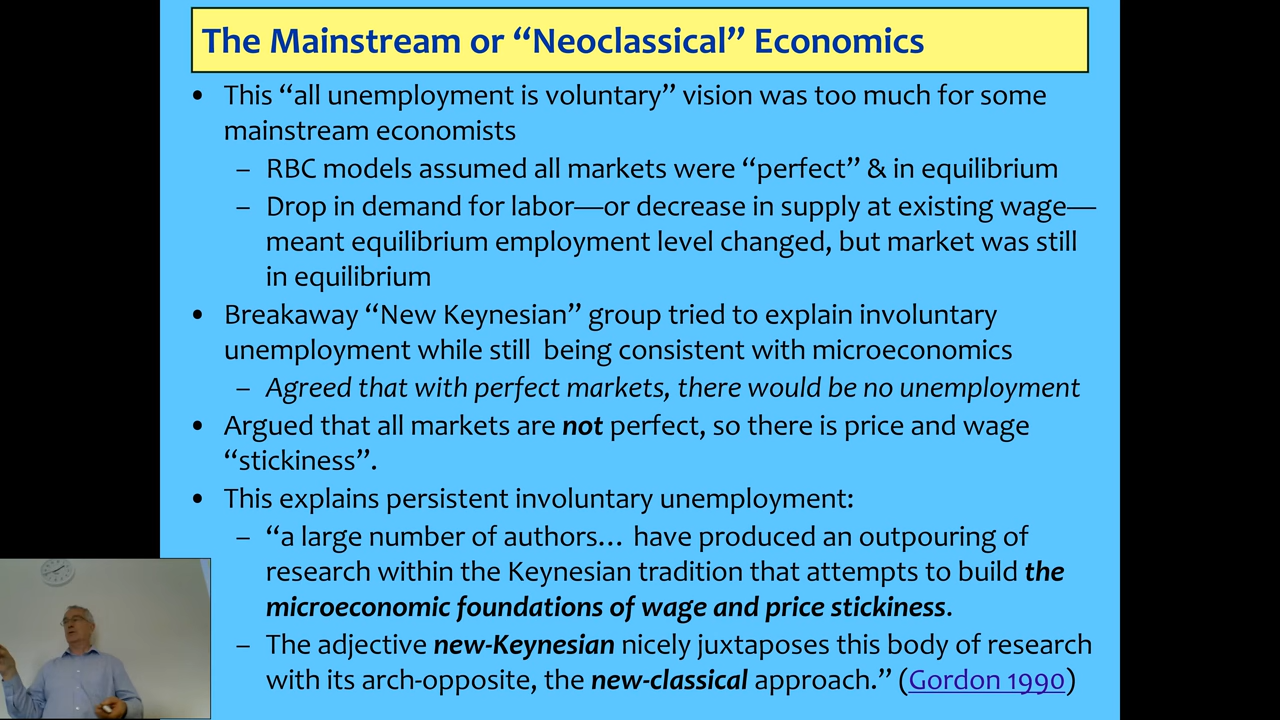 The Mainstream or “Neoclassical” Economics
• This “all unemployment is voluntary” vision was too much for some
mainstream economists
– RBC models assumed all markets were “perfect” & in equilibrium
– Drop in demand for labor—or decrease in supply at existing wage—
meant equilibrium employment level changed, but market was still
in equilibrium
• Breakaway “New Keynesian” group tried to explain involuntary
unemployment while still being consistent with microeconomics
– Agreed that with perfect markets, there would be no unemployment
• Argued that all markets are not perfect, so there is price and wage
“stickiness”.
• This explains persistent involuntary unemployment:
– “a large number of authors… have produced an outpouring of
research within the Keynesian tradition that attempts to build the
microeconomic foundations of wage and price stickiness.
– The adjective new-Keynesian nicely juxtaposes this body of research
with its arch-opposite, the new-classical approach.” (Gordon 1990)